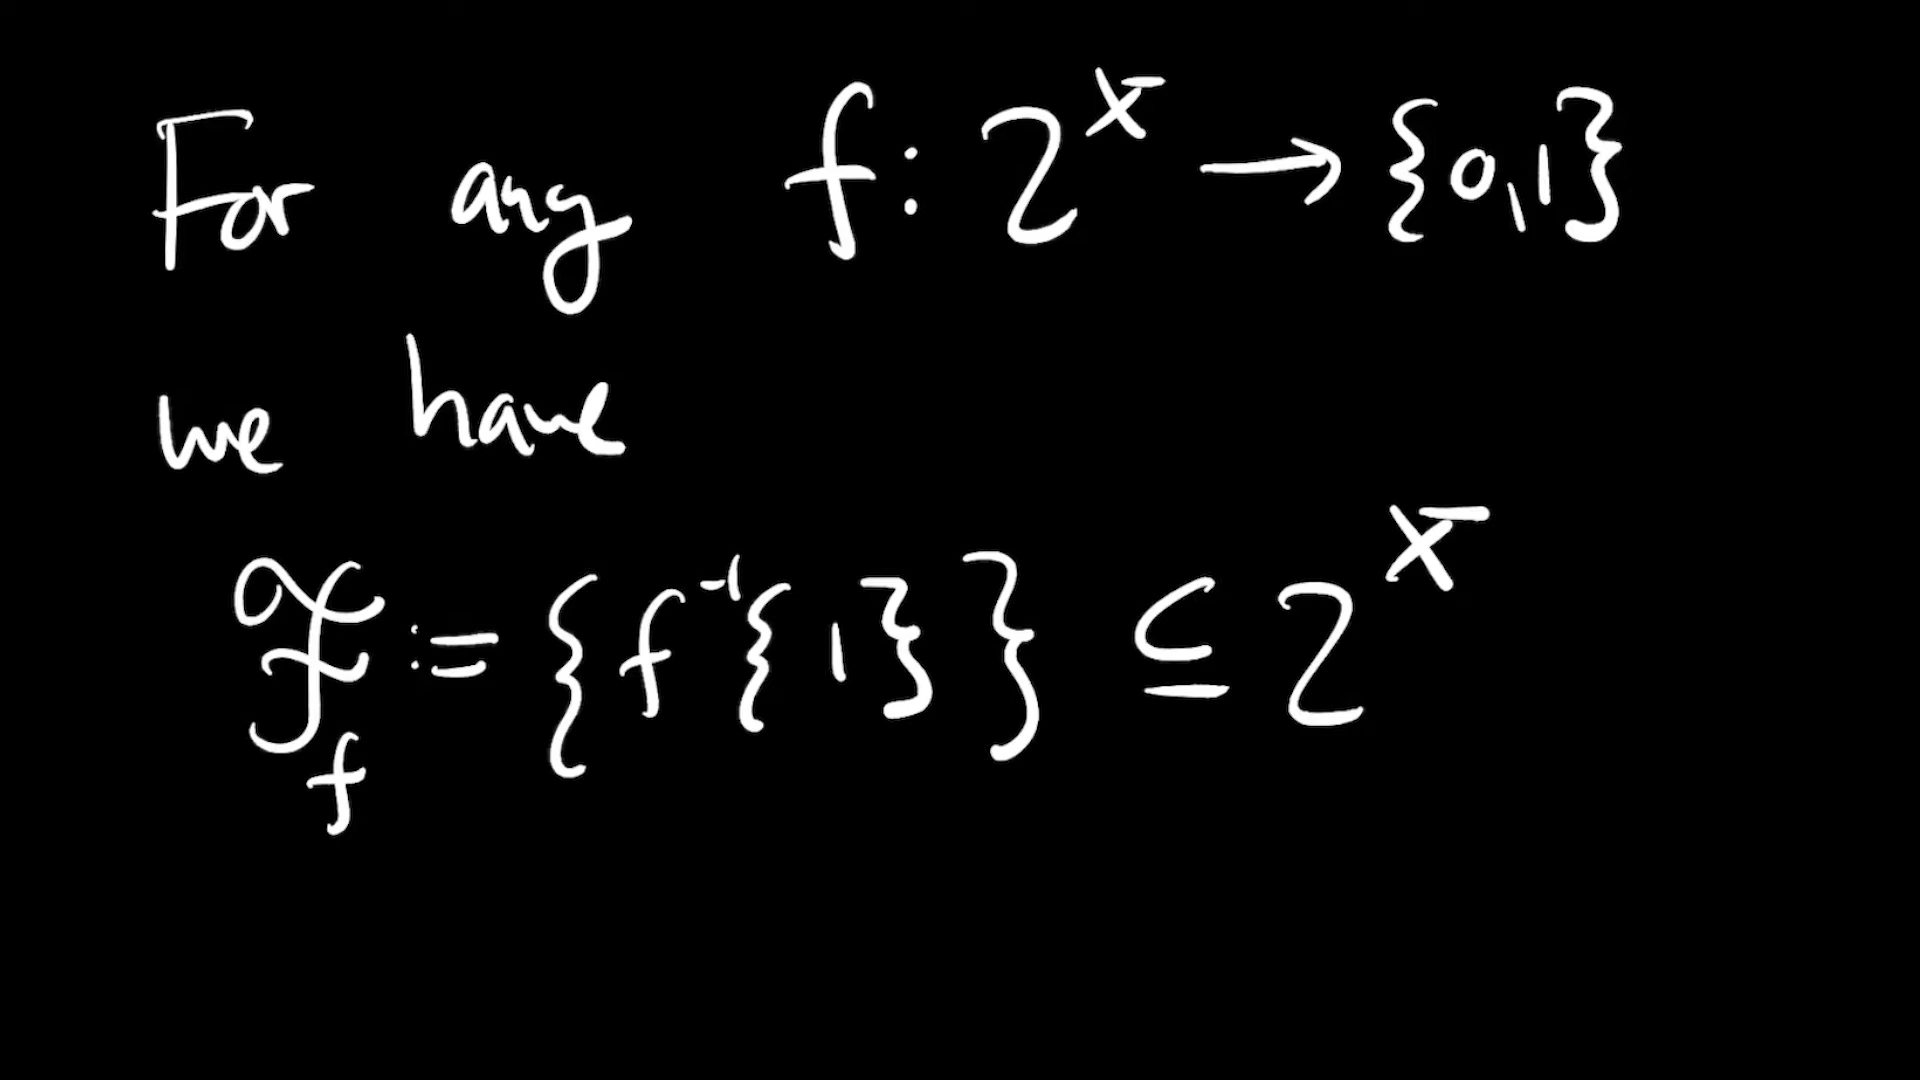 For any f: 2^X → {0,1}
we have
ℱ_f := {f⁻¹{1}} ⊆ 2^X